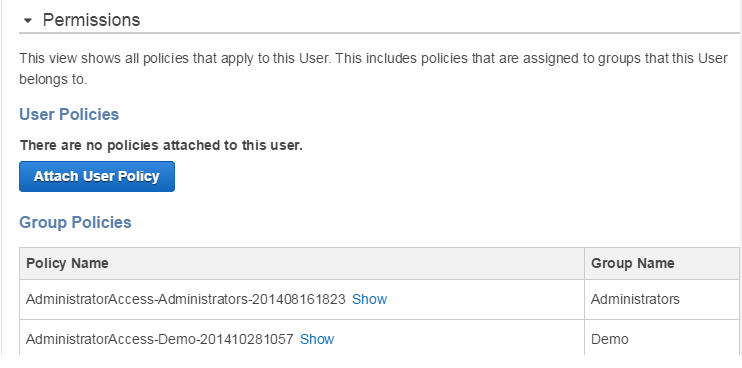 Permissions
This view shows all policies that apply to this User. This includes policies that are assigned to groups that this User
belongs to.
User Policies
There are no policies attached to this user.
Attach User Policy
Group Policies
Policy Name Group Name
AdministratorAccess-Administrators-201408161823 Show Administrators
AdministratorAccess-Demo-201410281057 Show Demo